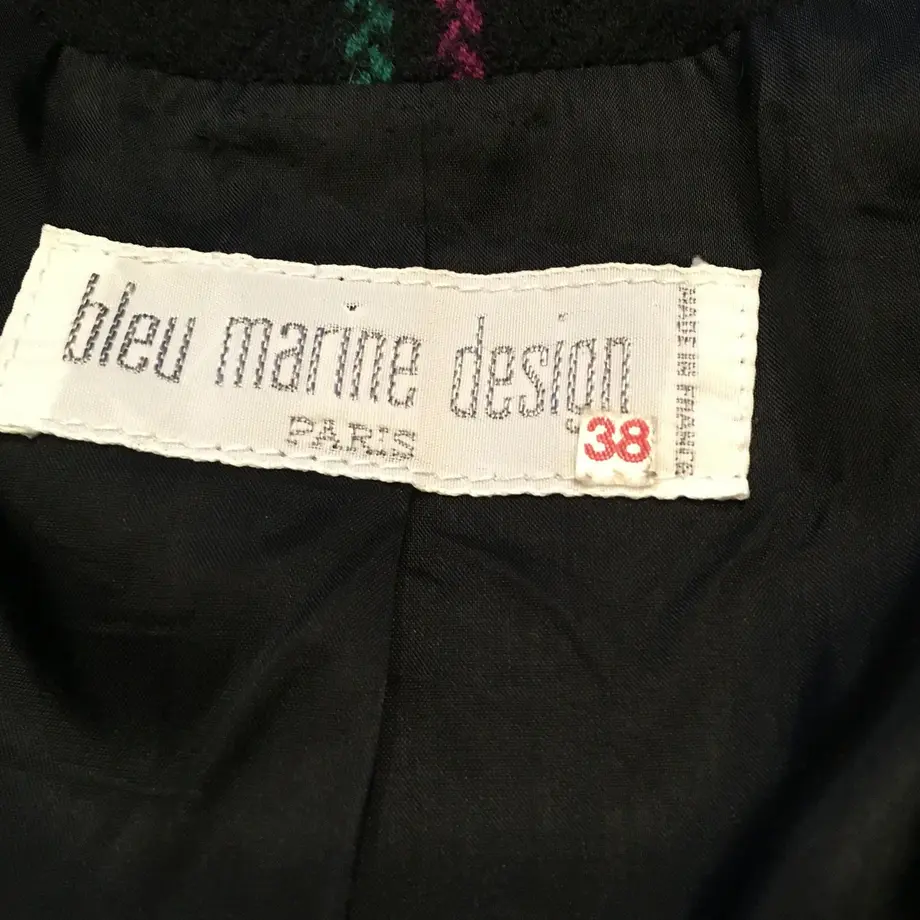 bleu marine design
PARIS
38
MADE IN FRANCE